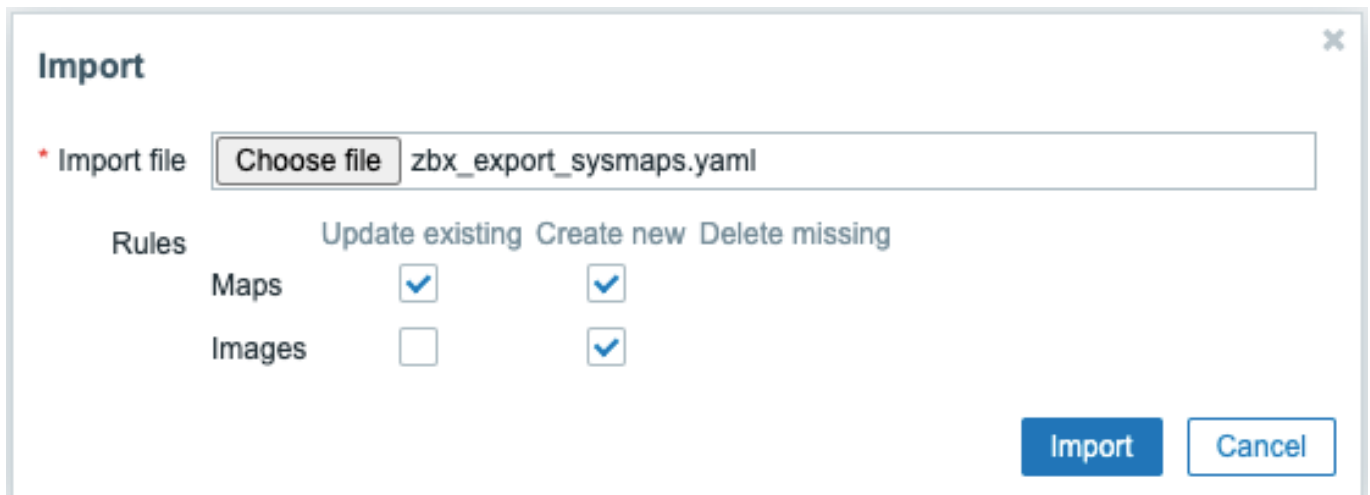 Import
* Import file Choose file zbx_export_sysmaps.yaml
Rules Update existing Create new Delete missing
Maps
Images
Import Cancel